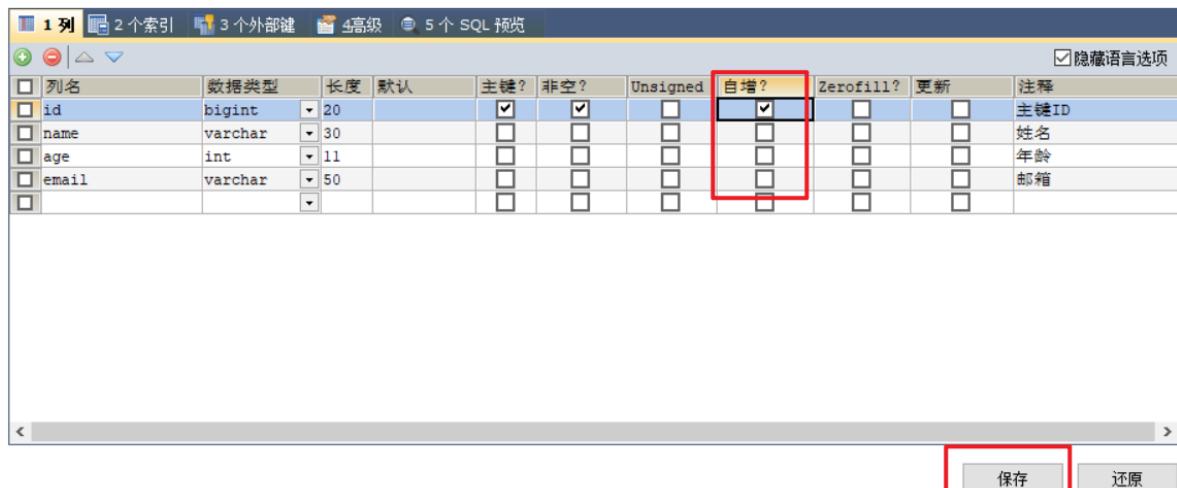 1 列 2 个索引 3 个外部键 4高级 5 个 SQL 预览
隐藏语言选项
列名 数据类型 长度 默认 主键? 非空? Unsigned 自增? Zerofill? 更新 注释
id bigint 20 主键ID
name varchar 30 姓名
age int 11 年龄
email varchar 50 邮箱
保存 还原